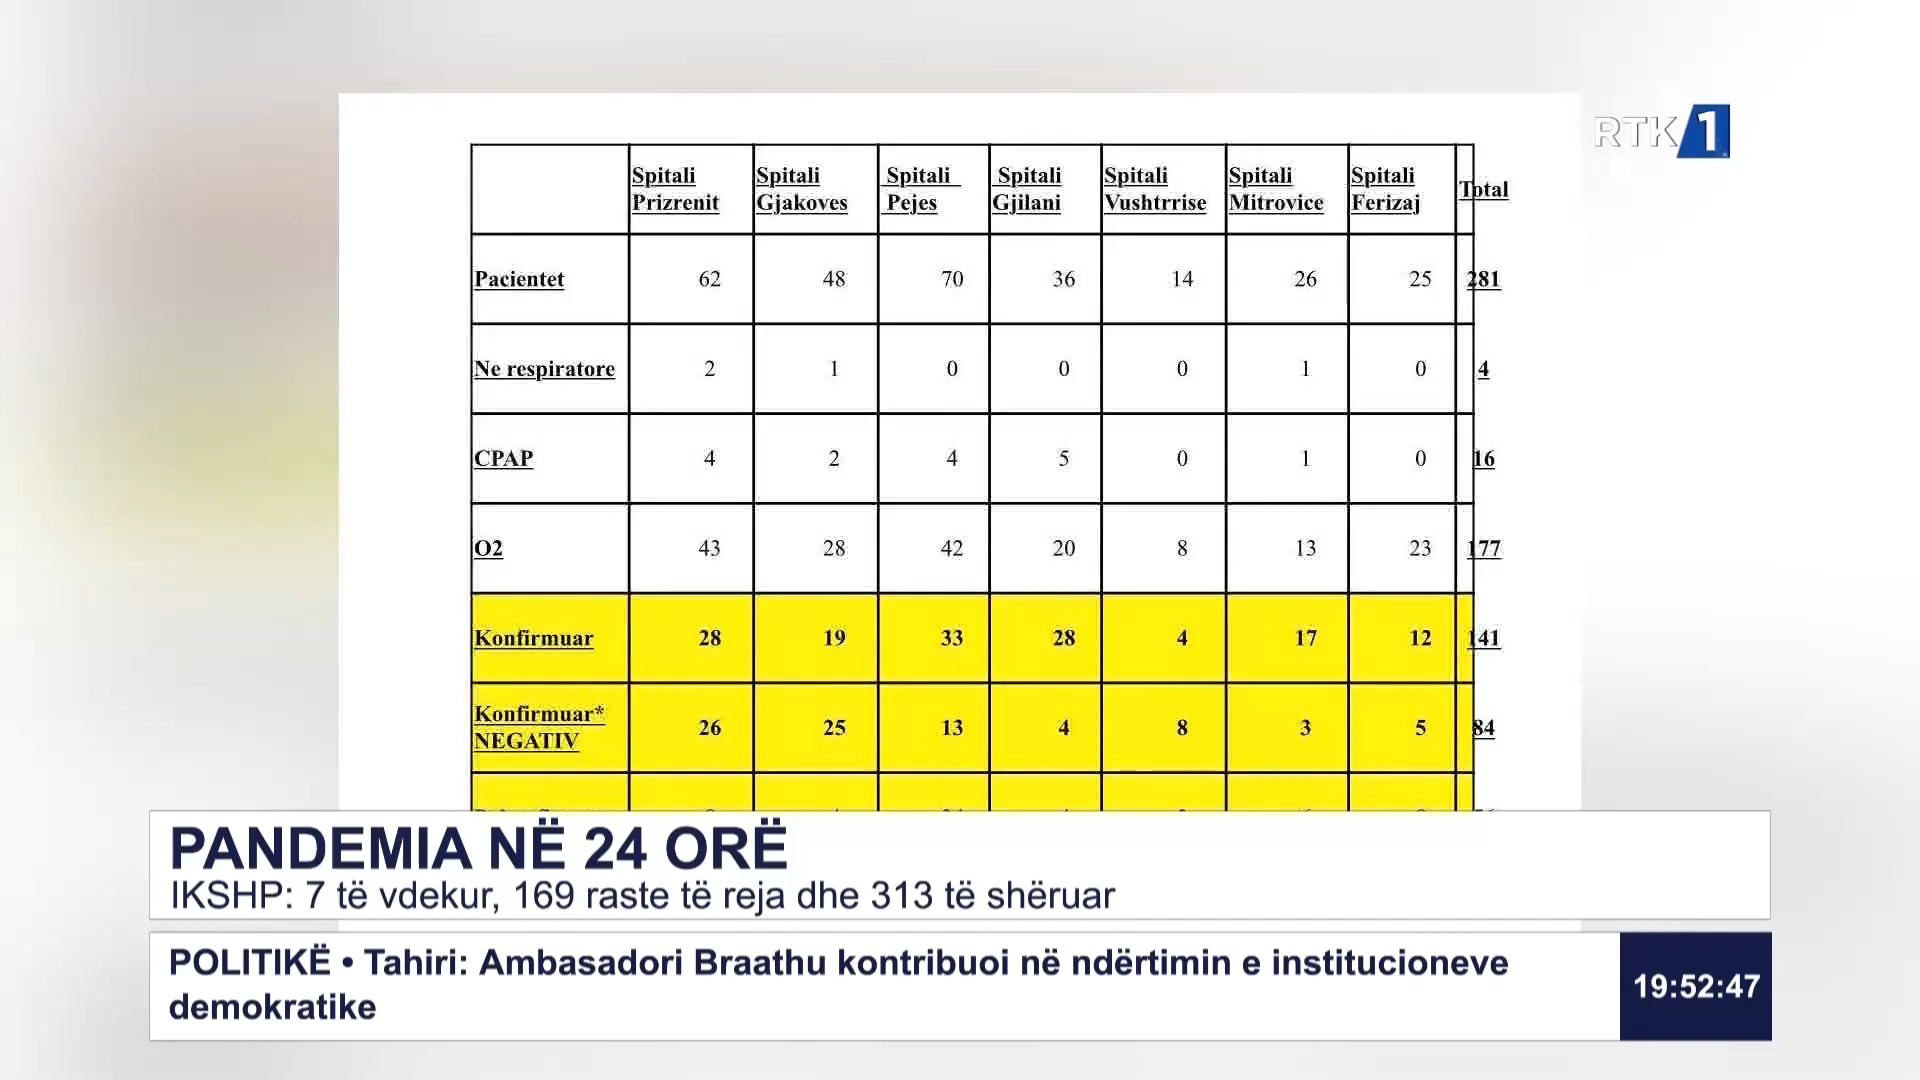 RTK 1
Spitali Prizrenit Spitali Gjakoves Spitali Pejes Spitali Gjilani Spitali Vushtrrise Spitali Mitrovice Spitali Ferizaj Total
Pacientet 62 48 70 36 14 26 25 281
Ne respiratore 2 1 0 0 0 1 0 4
CPAP 4 2 4 5 0 1 0 16
O2 43 28 42 20 8 13 23 177
Konfirmuar 28 19 33 28 4 17 12 141
Konfirmuar* NEGATIV 26 25 13 4 8 3 5 84
PANDEMIA NË 24 ORË
IKSHP: 7 të vdekur, 169 raste të reja dhe 313 të shëruar
POLITIKË • Tahiri: Ambasadori Braathu kontribuoi në ndërtimin e institucioneve
demokratike
19:52:47